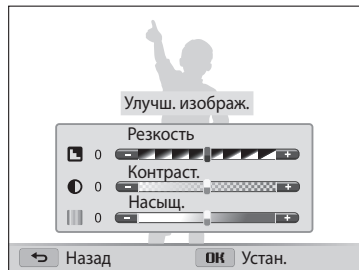 Улучш. изображ.
Резкость
0 - +
Контраст.
0 - +
Насыщ.
0 - +
Назад OK Устан.